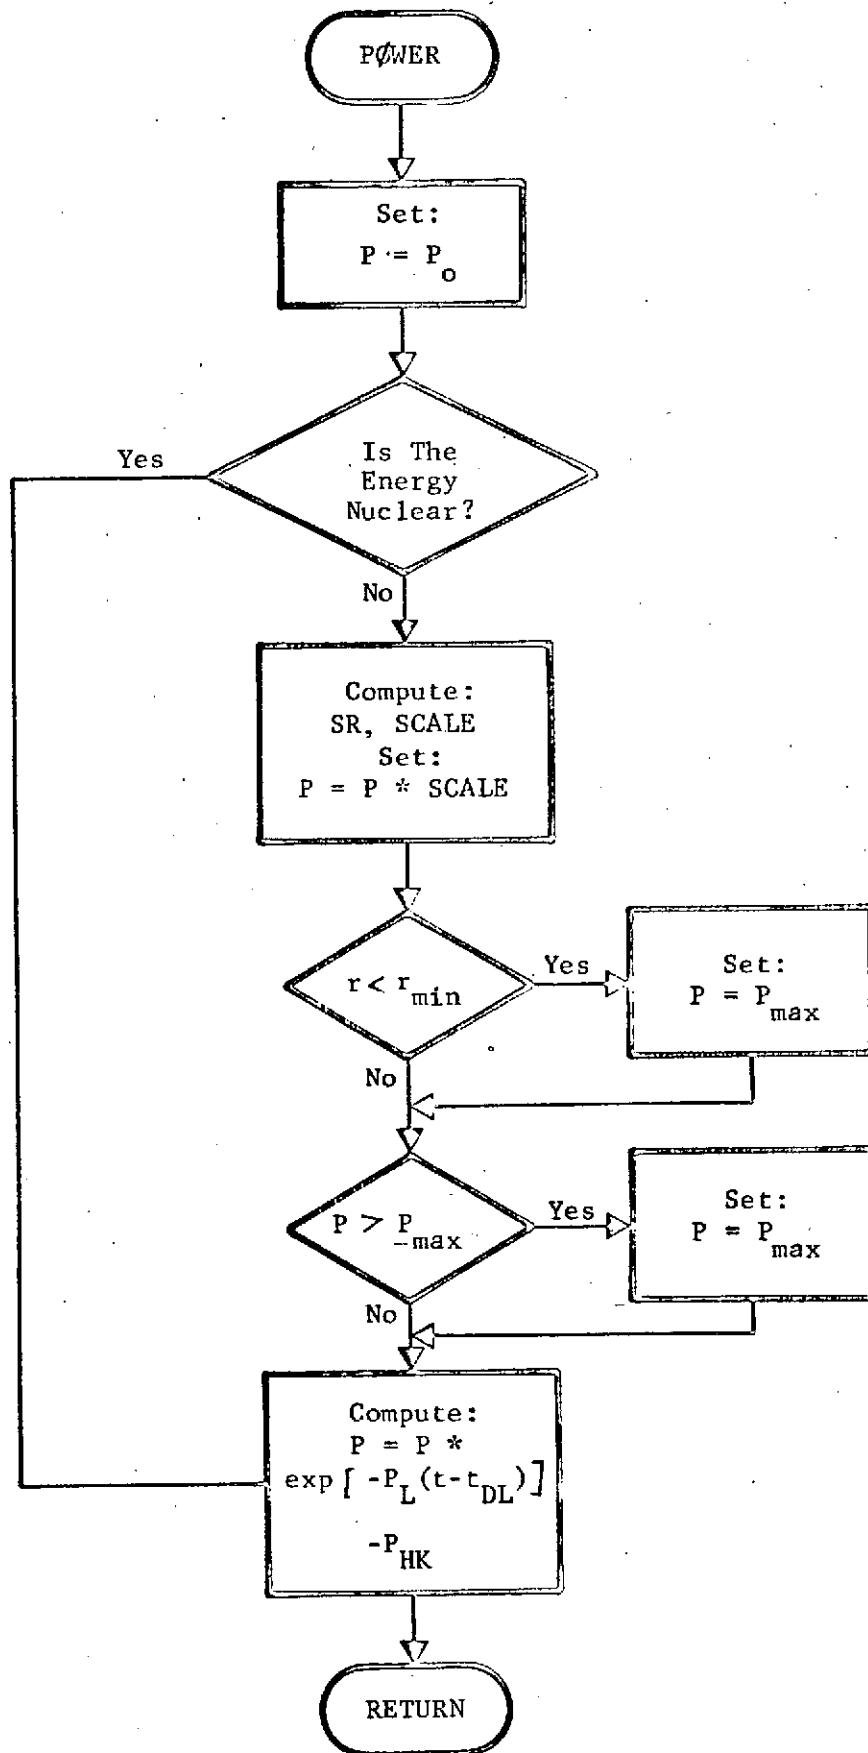 PØWER
Set:
P = P_o
Is The
Energy
Nuclear?
Yes
No
Compute:
SR, SCALE
Set:
P = P * SCALE
r < r_min
Yes
No
Set:
P = P_max
P > P_max
Yes
No
Set:
P = P_max
Compute:
P = P *
exp [ -P_L (t-t_DL) ]
-P_HK
RETURN